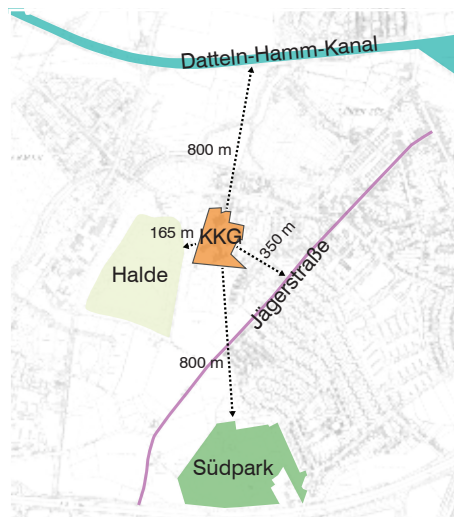 Datteln-Hamm-Kanal
800 m
165 m
KKG
350 m
Halde
Jägerstraße
800 m
Südpark